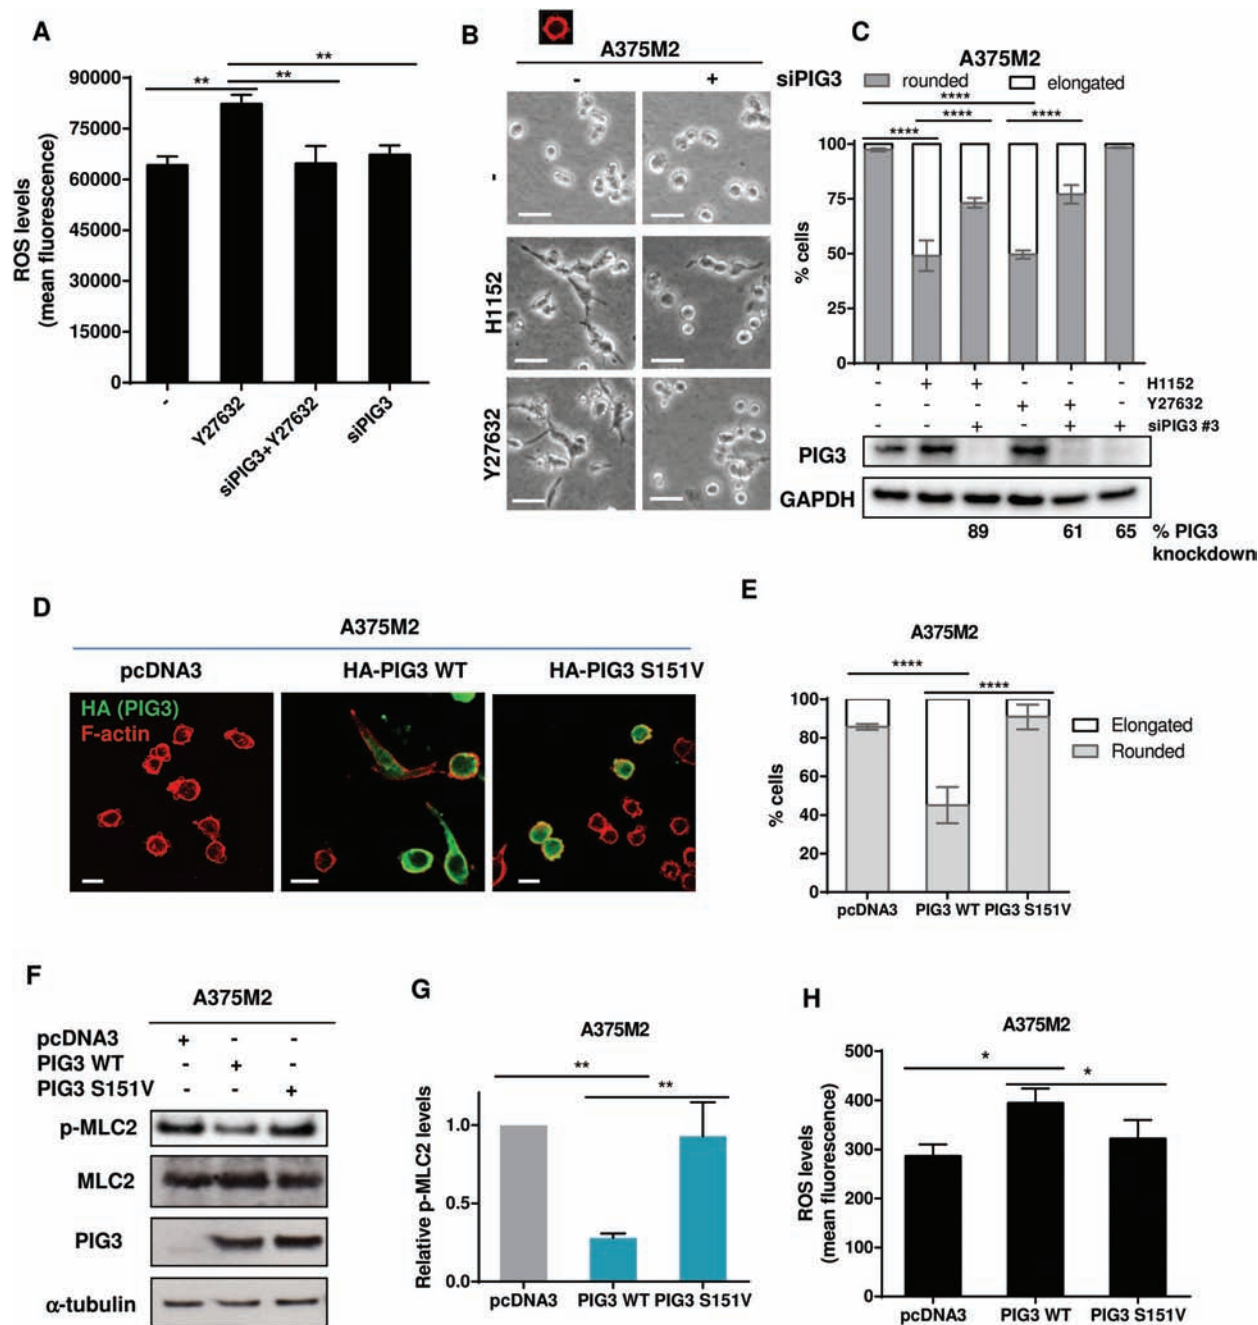 A
** 
**
**
90000
75000
60000
45000
30000
15000
0
ROS levels
(mean fluorescence)
-
Y27632
siPIG3+Y27632
siPIG3
B
A375M2
- + siPIG3
-
H1152
Y27632
C
A375M2
rounded elongated
****
****
****
****
100
75
50
25
0
% cells
- + + - - - H1152
- - - + + - Y27632
- - + - + + siPIG3 #3
PIG3
GAPDH
89 61 65 % PIG3
knockdown
D
A375M2
pcDNA3 HA-PIG3 WT HA-PIG3 S151V
HA (PIG3)
F-actin
E
A375M2
****
****
100
80
60
40
20
0
% cells
pcDNA3 PIG3 WT PIG3 S151V
Elongated
Rounded
F
A375M2
pcDNA3 + - -
PIG3 WT - + -
PIG3 S151V - - +
p-MLC2
MLC2
PIG3
α-tubulin
G
A375M2
**
**
1.0
0.5
0.0
Relative p-MLC2 levels
pcDNA3 PIG3 WT PIG3 S151V
H
A375M2
*
*
500
400
300
200
100
0
ROS levels
(mean fluorescence)
pcDNA3 PIG3 WT PIG3 S151V